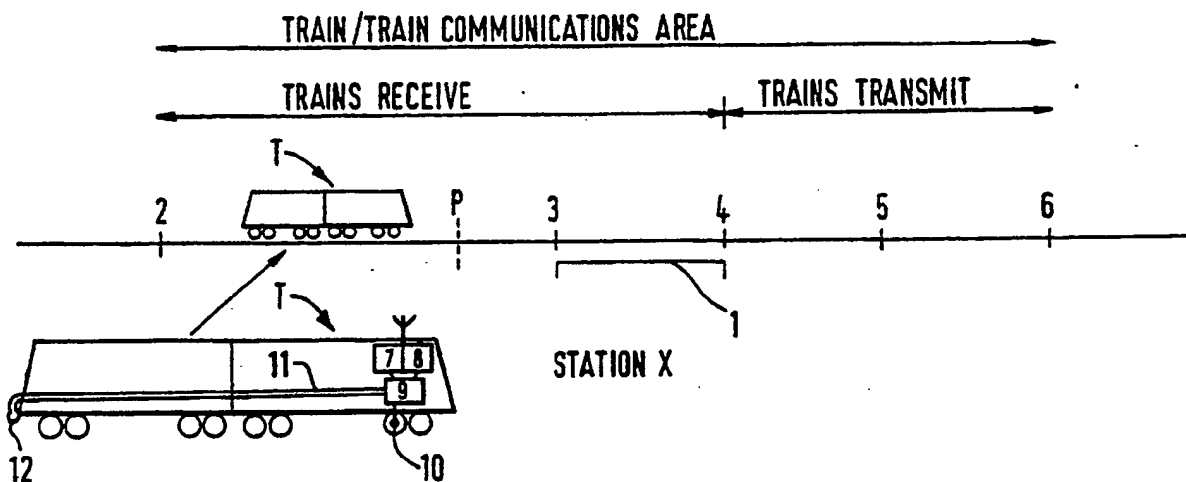 TRAIN/TRAIN COMMUNICATIONS AREA
TRAINS RECEIVE TRAINS TRANSMIT
T
2 P 3 4 5 6
T 1
11 7 8 STATION X
9
12 10